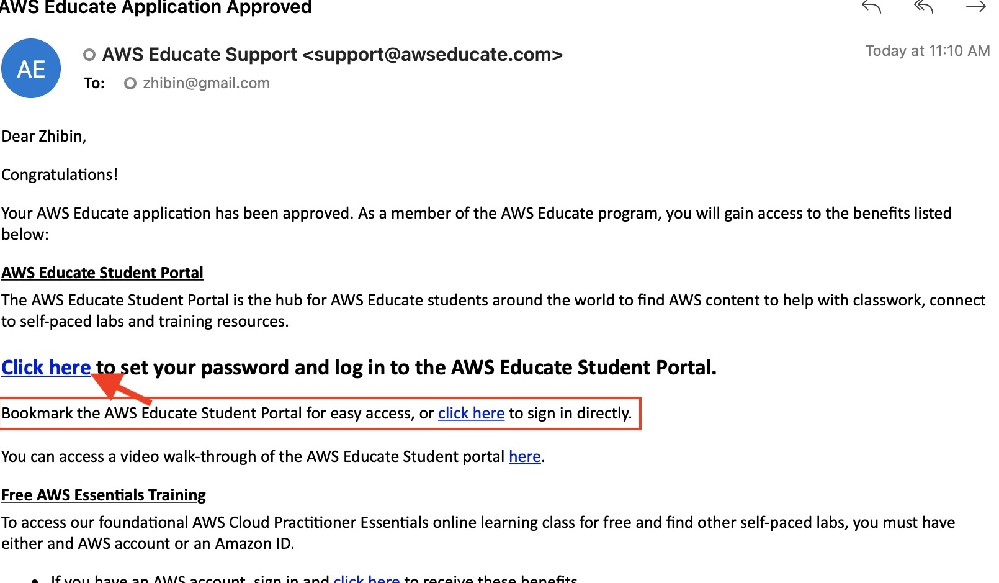 AWS Educate Application Approved
AE
AWS Educate Support <support@awseducate.com>
Today at 11:10 AM
To: zhibin@gmail.com
Dear Zhibin,
Congratulations!
Your AWS Educate application has been approved. As a member of the AWS Educate program, you will gain access to the benefits listed
below:
AWS Educate Student Portal
The AWS Educate Student Portal is the hub for AWS Educate students around the world to find AWS content to help with classwork, connect
to self-paced labs and training resources.
Click here to set your password and log in to the AWS Educate Student Portal.
Bookmark the AWS Educate Student Portal for easy access, or click here to sign in directly.
You can access a video walk-through of the AWS Educate Student portal here.
Free AWS Essentials Training
To access our foundational AWS Cloud Practitioner Essentials online learning class for free and find other self-paced labs, you must have
either and AWS account or an Amazon ID.
• If you have an AWS account, sign in and click here to receive these benefits